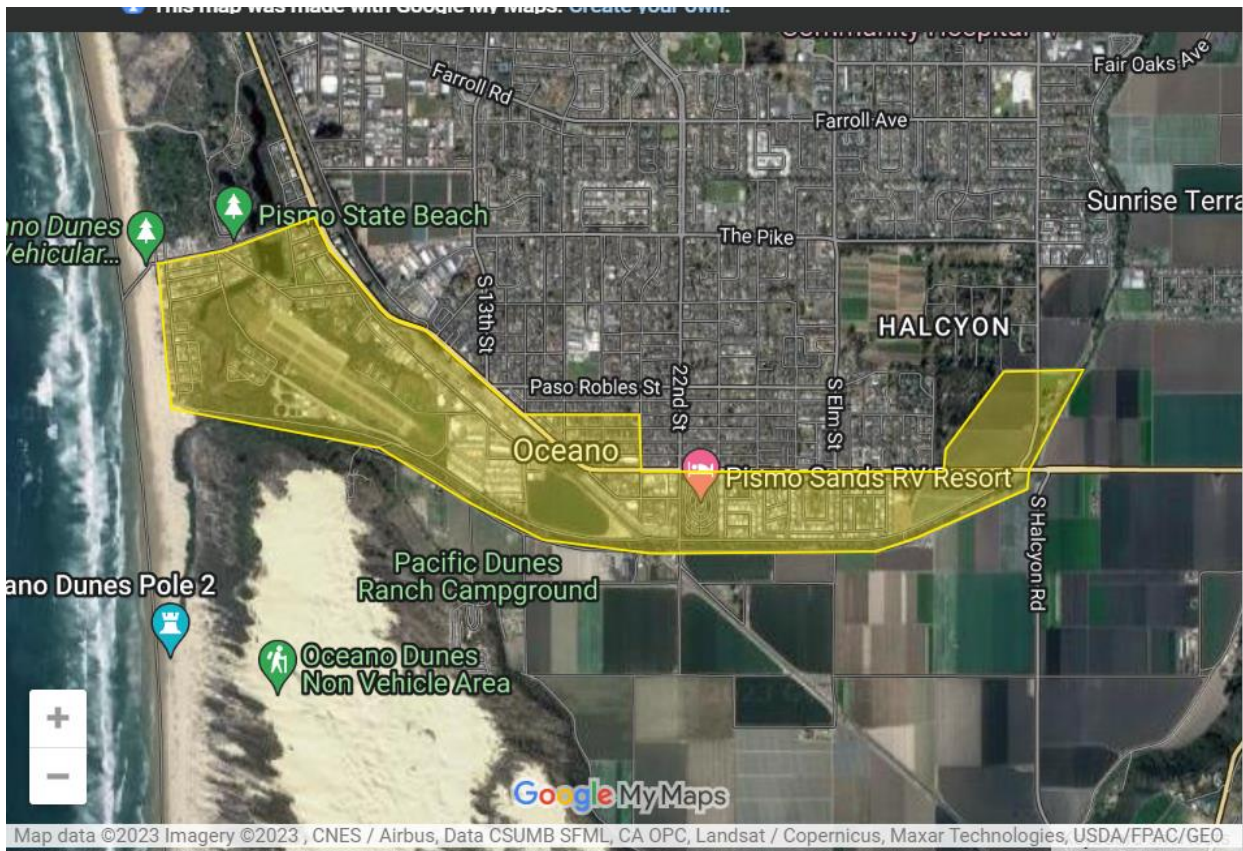 This map was made with Google My Maps. Create your own.
Community Hospital
Fair Oaks Ave
Farroll Rd
Farroll Ave
Sunrise Terra
Pismo State Beach
ano Dunes
Vehicular...
The Pike
S 13th St
HALCYON
22nd St
S Elm St
Paso Robles St
Oceano
Pismo Sands RV Resort
S Halcyon Rd
Pacific Dunes
Ranch Campground
ano Dunes Pole 2
Oceano Dunes
Non Vehicle Area
+
−
Google My Maps
Map data ©2023 Imagery ©2023 , CNES / Airbus, Data CSUMB SFML, CA OPC, Landsat / Copernicus, Maxar Technologies, USDA/FPAC/GEO